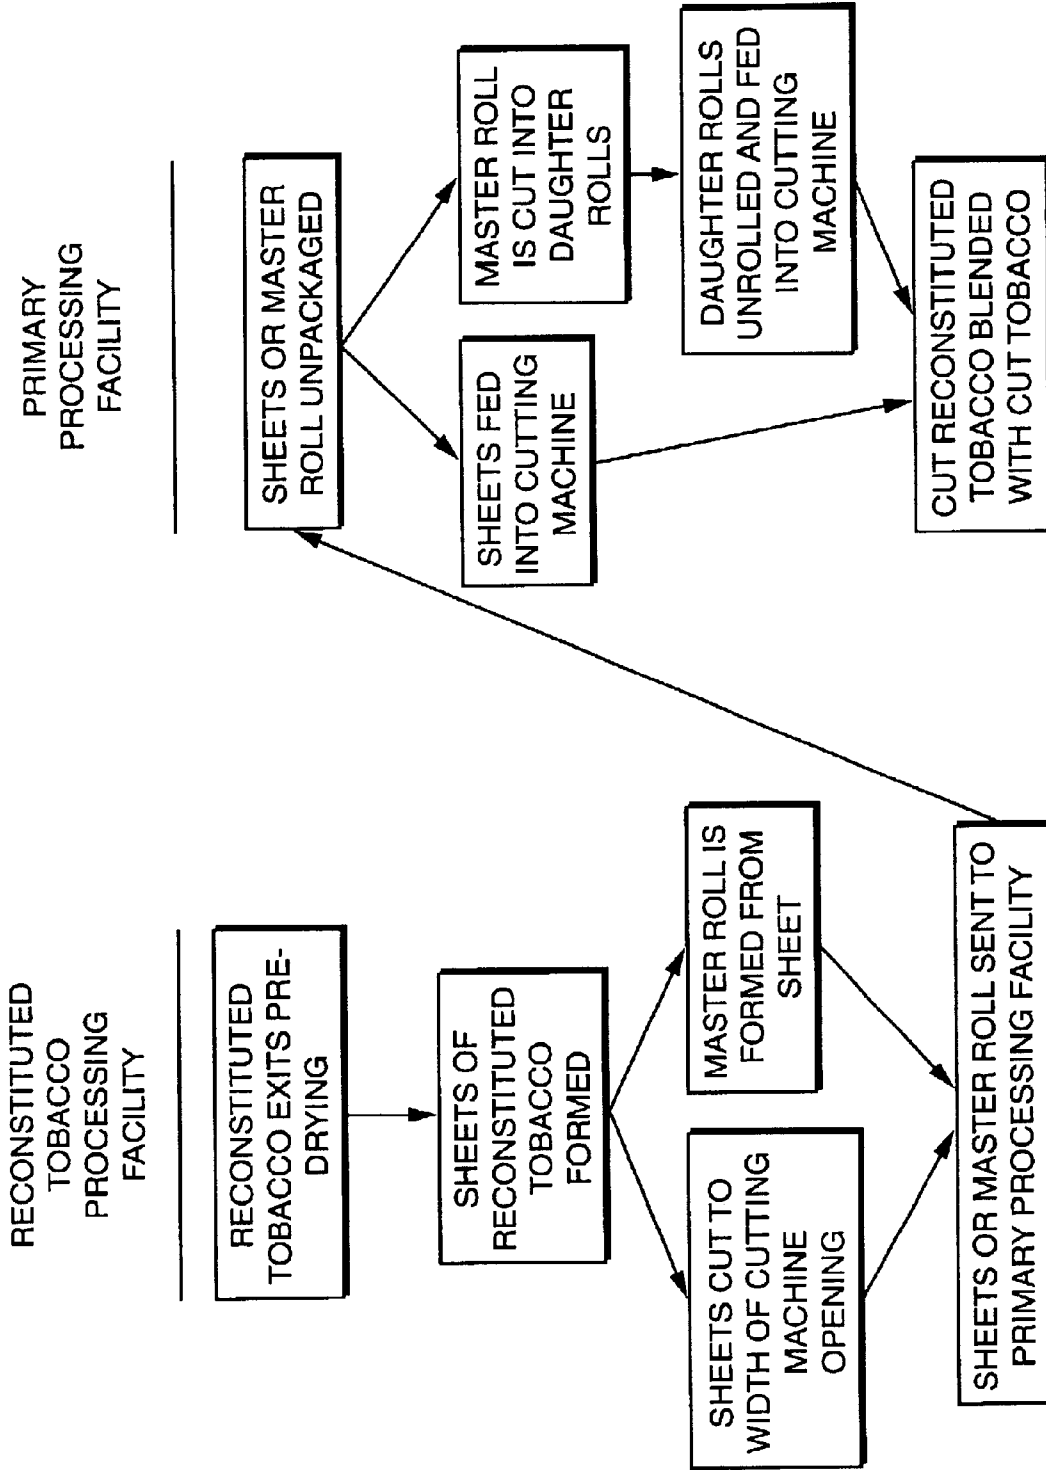 RECONSTITUTED
TOBACCO
PROCESSING
FACILITY
RECONSTITUTED
TOBACCO EXITS PRE-
DRYING
SHEETS OF
RECONSTITUTED
TOBACCO
FORMED
SHEETS CUT TO
WIDTH OF CUTTING
MACHINE
OPENING
MASTER ROLL IS
FORMED FROM
SHEET
SHEETS OR MASTER ROLL SENT TO
PRIMARY PROCESSING FACILITY
PRIMARY
PROCESSING
FACILITY
SHEETS OR MASTER
ROLL UNPACKAGED
SHEETS FED
INTO CUTTING
MACHINE
MASTER ROLL
IS CUT INTO
DAUGHTER
ROLLS
DAUGHTER ROLLS
UNROLLED AND FED
INTO CUTTING
MACHINE
CUT RECONSTITUTED
TOBACCO BLENDED
WITH CUT TOBACCO